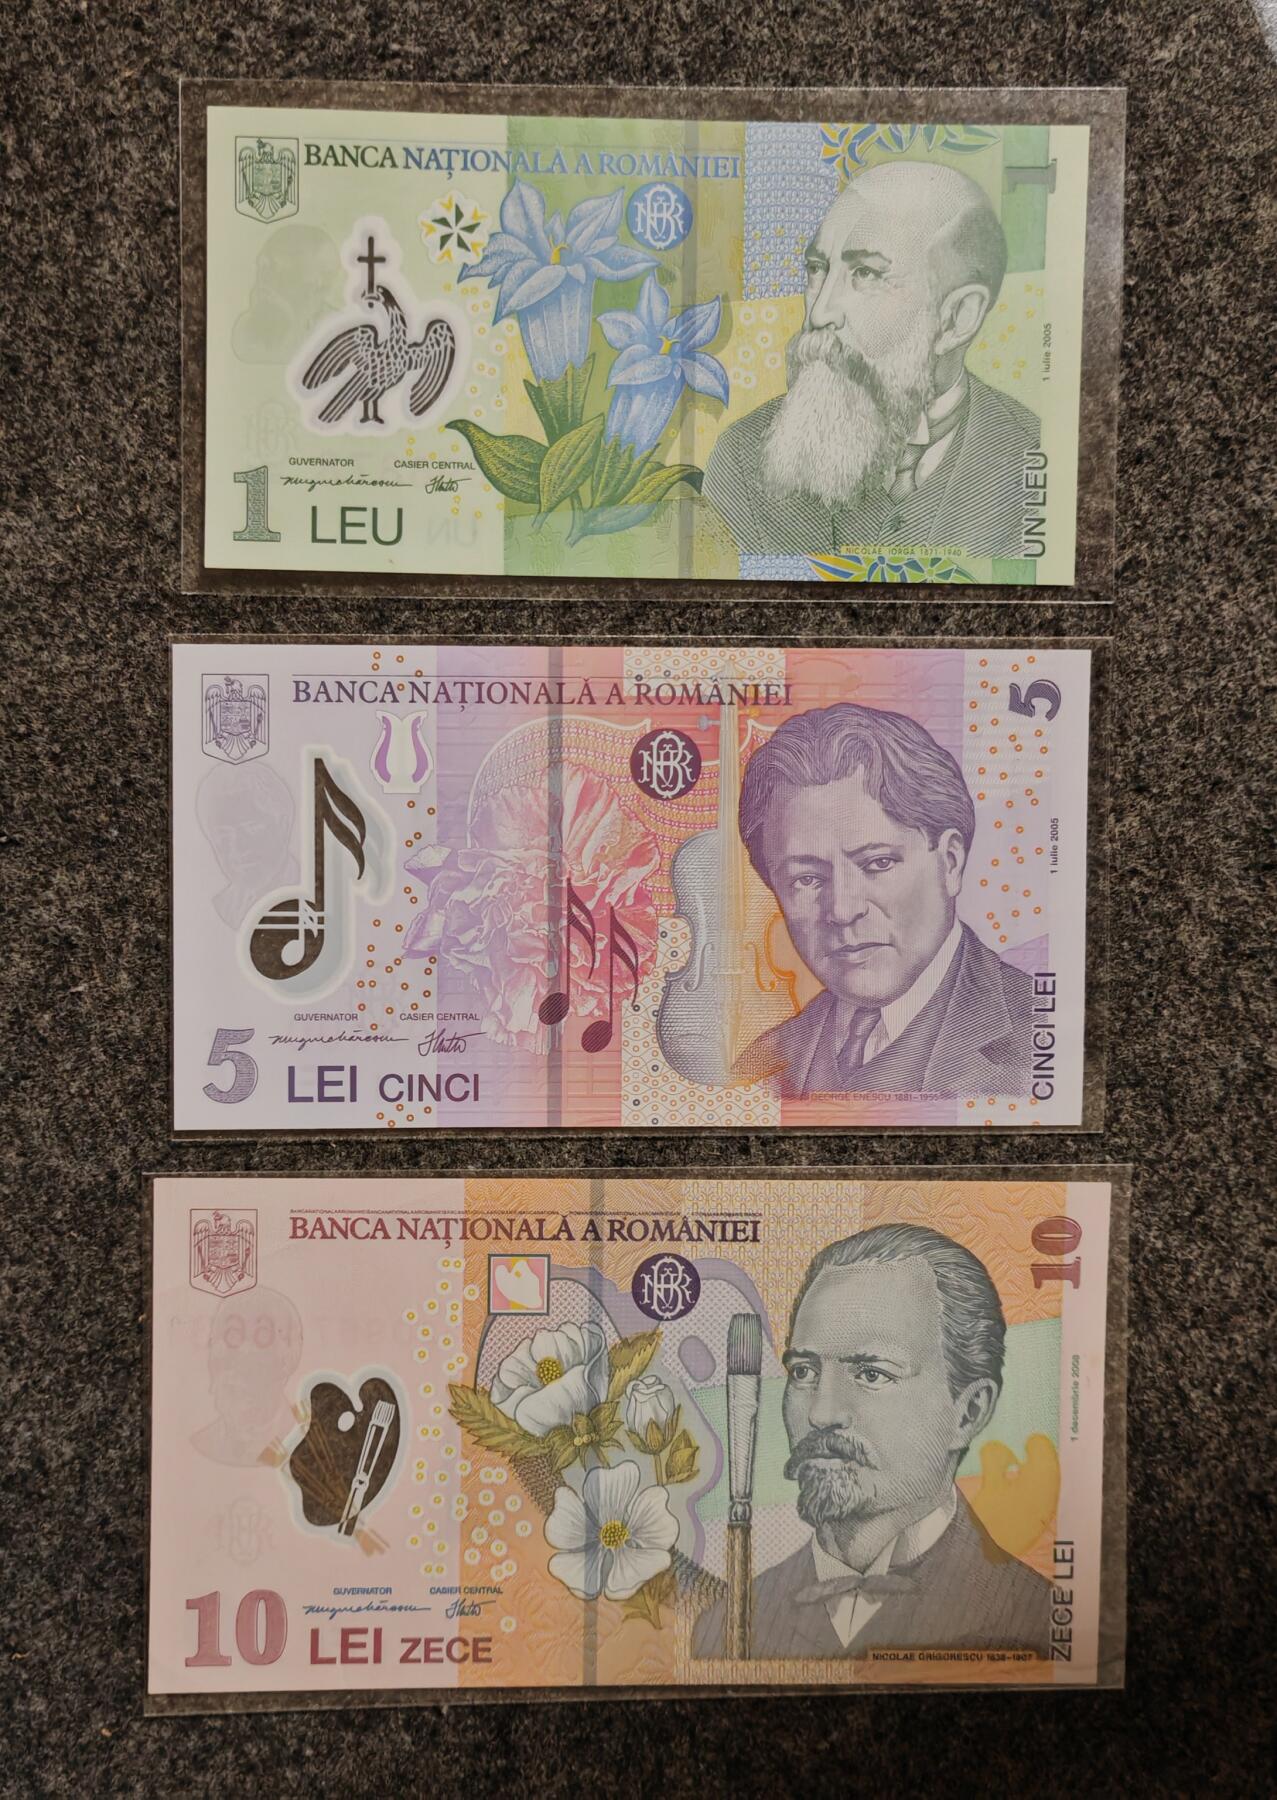 BANCA NAȚIONALĂ A ROMÂNIEI
1
1 iulie 2005
GUVERNATOR CASIER CENTRAL
1 LEU
UN LEU
NICOLAE IORGA 1871-1940
BANCA NAȚIONALĂ A ROMÂNIEI
5
1 iulie 2005
GUVERNATOR CASIER CENTRAL
5 LEI CINCI
CINCI LEI
GEORGE ENESCU 1881-1955
BANCA NAȚIONALĂ A ROMÂNIEI
10
1 decembrie 2008
GUVERNATOR CASIER CENTRAL
10 LEI ZECE
ZECE LEI
NICOLAE GRIGORESCU 1838-1907